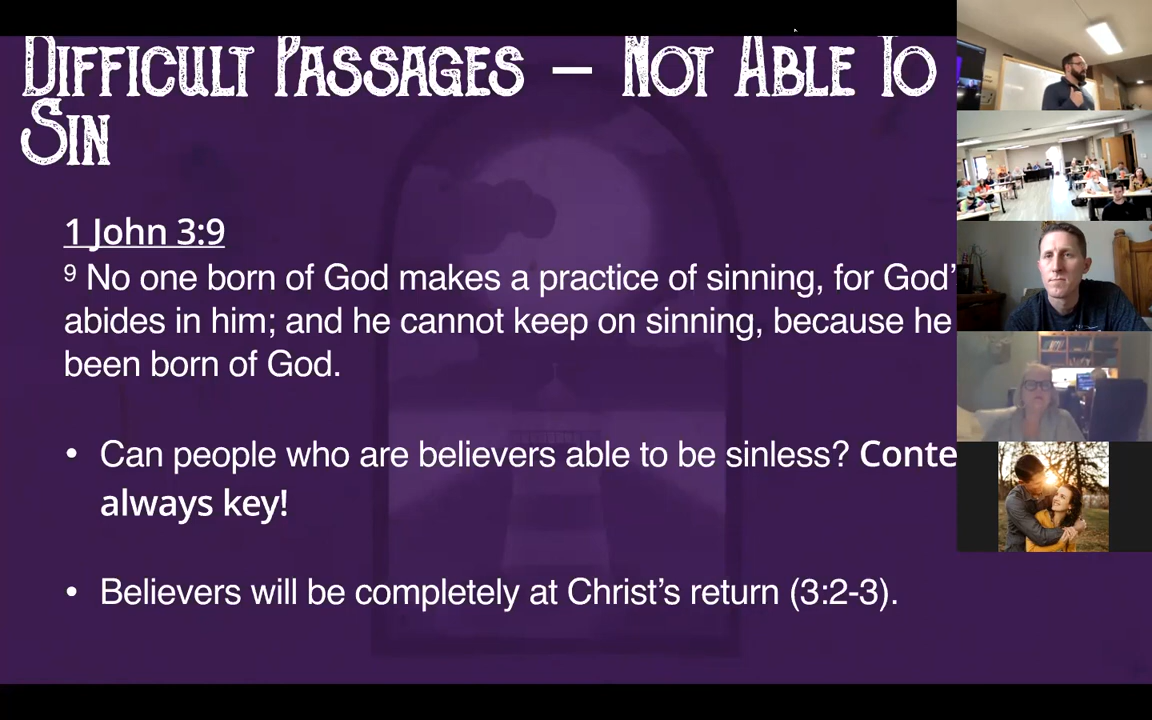 Difficult Passages – Not Able To
Sin
1 John 3:9
9 No one born of God makes a practice of sinning, for God’
abides in him; and he cannot keep on sinning, because he
been born of God.
• Can people who are believers able to be sinless? Conte
always key!
• Believers will be completely at Christ’s return (3:2-3).